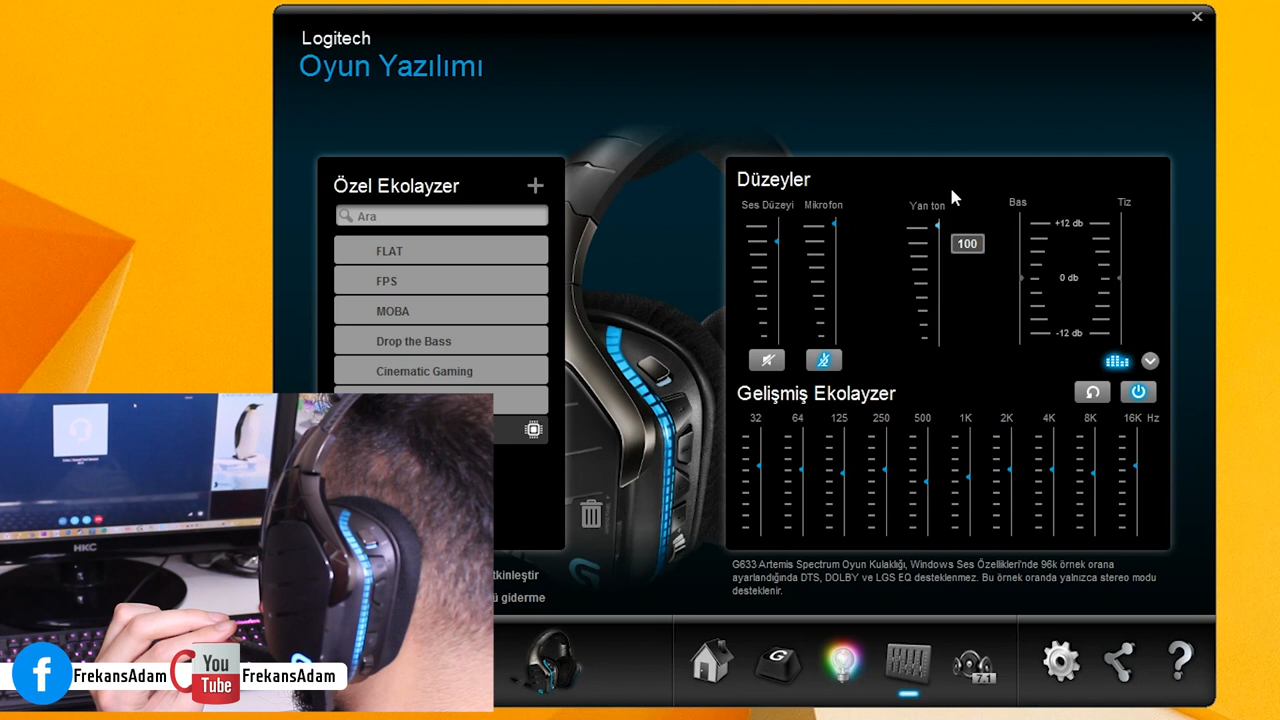 Logitech
Oyun Yazılımı
Özel Ekolayzer
Ara
FLAT
FPS
MOBA
Drop the Bass
Cinematic Gaming
Düzeyler
Ses Düzeyi Mikrofon Yan ton Bas Tiz
+12 db
100
0 db
-12 db
Gelişmiş Ekolayzer
32 64 125 250 500 1K 2K 4K 8K 16K Hz
G633 Artemis Spectrum Oyun Kulaklığı, Windows Ses Özellikleri'nde 96k örnek orana
ayarlandığında DTS, DOLBY ve LGS EQ desteklenmez. Bu örnek oranda yalnızca stereo modu
desteklenir.
tkinleştir
ü giderme
G
7.1
HKC
f FrekansAdam
You
Tube
FrekansAdam